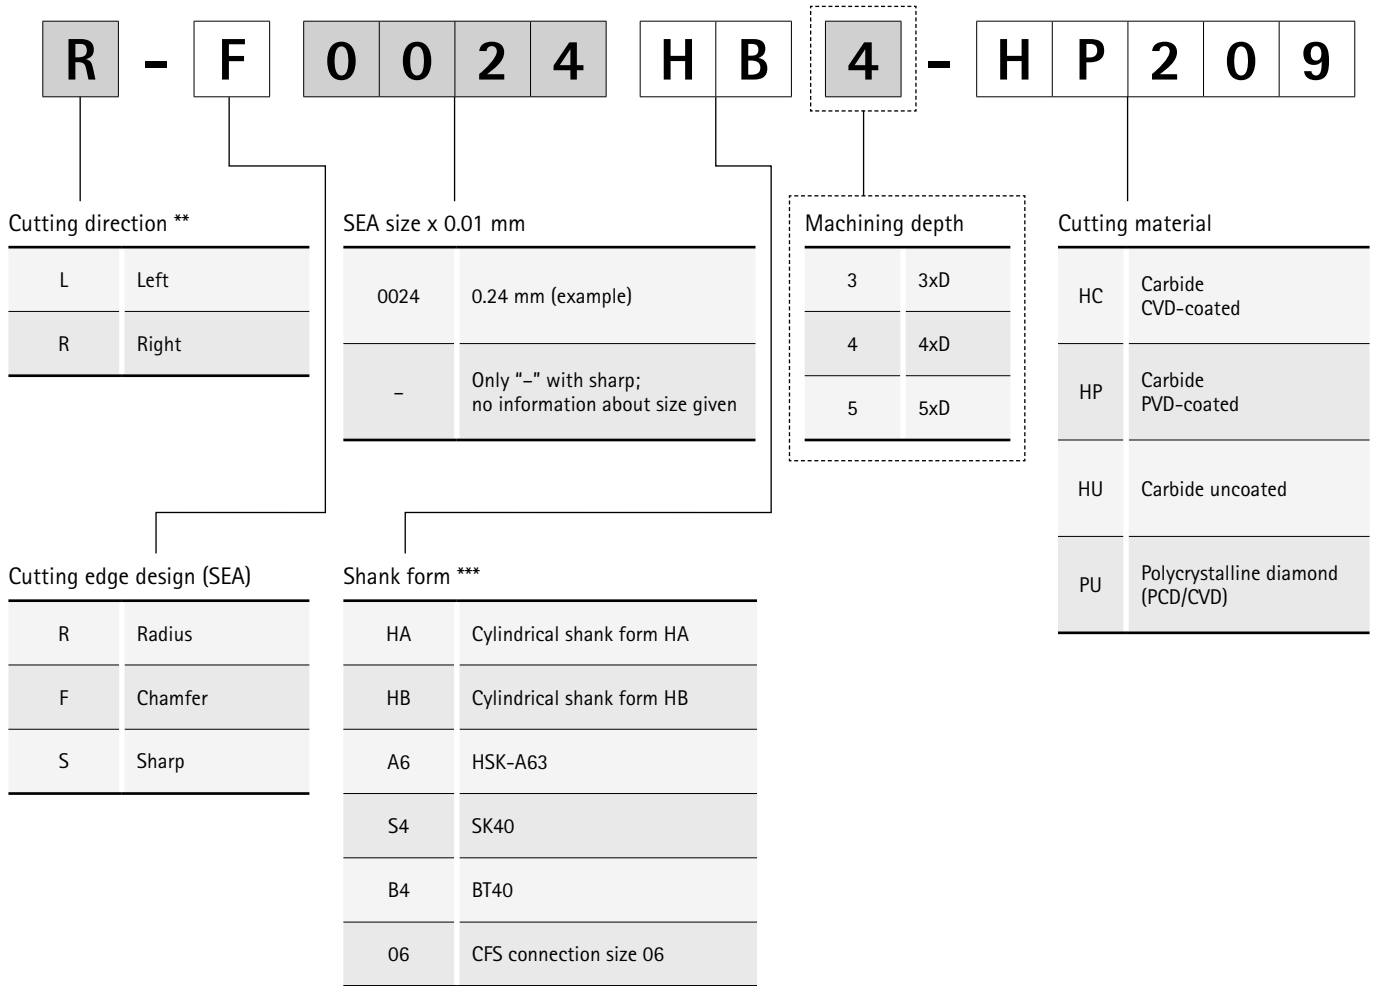 R - F 0 0 2 4 H B 4 - H P 2 0 9
Cutting direction **
L Left
R Right
SEA size x 0.01 mm
0024 0.24 mm (example)
– Only “–” with sharp;
no information about size given
Machining depth
3 3xD
4 4xD
5 5xD
Cutting material
HC Carbide
CVD-coated
HP Carbide
PVD-coated
HU Carbide uncoated
PU Polycrystalline diamond
(PCD/CVD)
Cutting edge design (SEA)
R Radius
F Chamfer
S Sharp
Shank form ***
HA Cylindrical shank form HA
HB Cylindrical shank form HB
A6 HSK-A63
S4 SK40
B4 BT40
06 CFS connection size 06